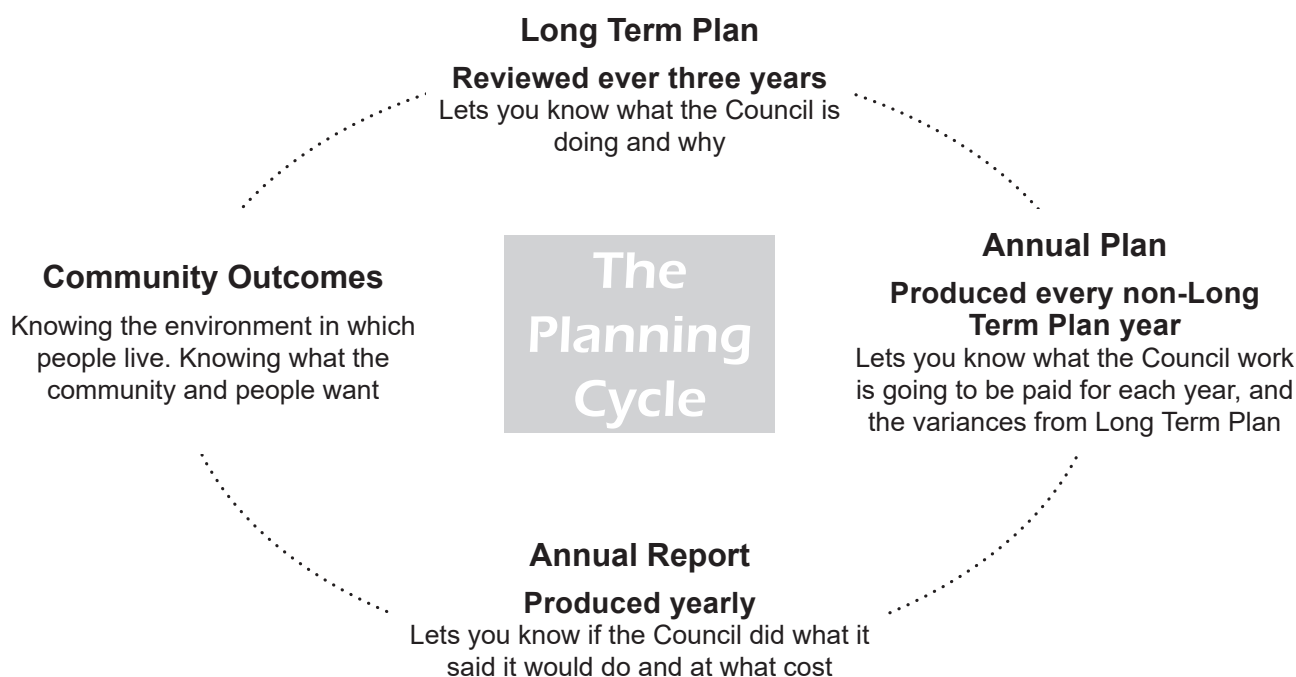 Long Term Plan
Reviewed ever three years
Lets you know what the Council is
doing and why
Community Outcomes
Knowing the environment in which
people live. Knowing what the
community and people want
The
Planning
Cycle
Annual Plan
Produced every non-Long
Term Plan year
Lets you know what the Council work
is going to be paid for each year, and
the variances from Long Term Plan
Annual Report
Produced yearly
Lets you know if the Council did what it
said it would do and at what cost